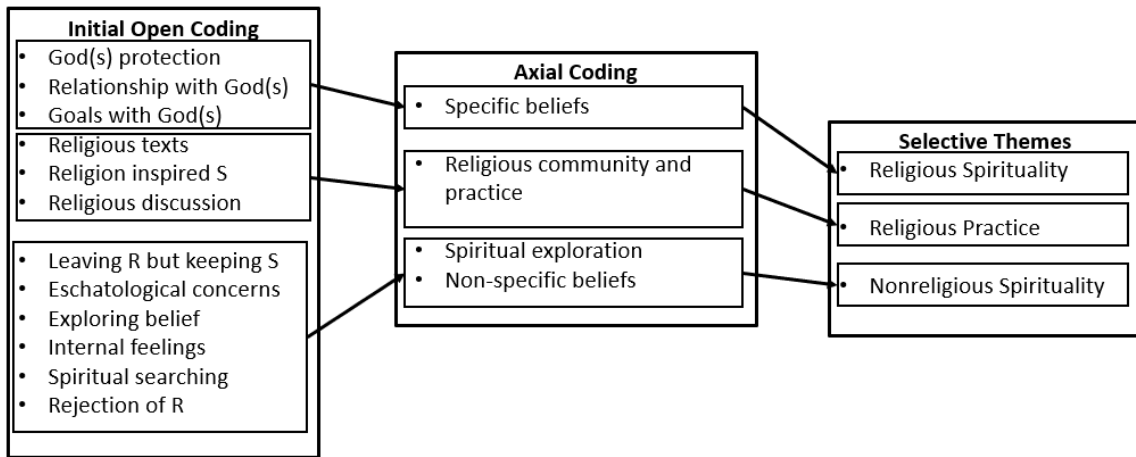 Initial Open Coding
• God(s) protection
• Relationship with God(s)
• Goals with God(s)
• Religious texts
• Religion inspired S
• Religious discussion
• Leaving R but keeping S
• Eschatological concerns
• Exploring belief
• Internal feelings
• Spiritual searching
• Rejection of R
Axial Coding
• Specific beliefs
• Religious community and
practice
• Spiritual exploration
• Non-specific beliefs
Selective Themes
• Religious Spirituality
• Religious Practice
• Nonreligious Spirituality